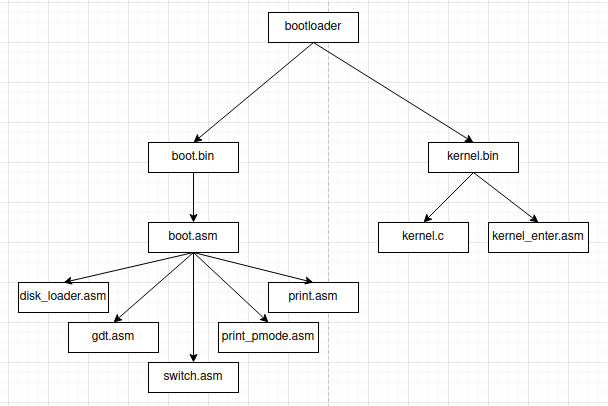 bootloader
boot.bin
kernel.bin
boot.asm
kernel.c
kernel_enter.asm
disk_loader.asm
print.asm
gdt.asm
print_pmode.asm
switch.asm